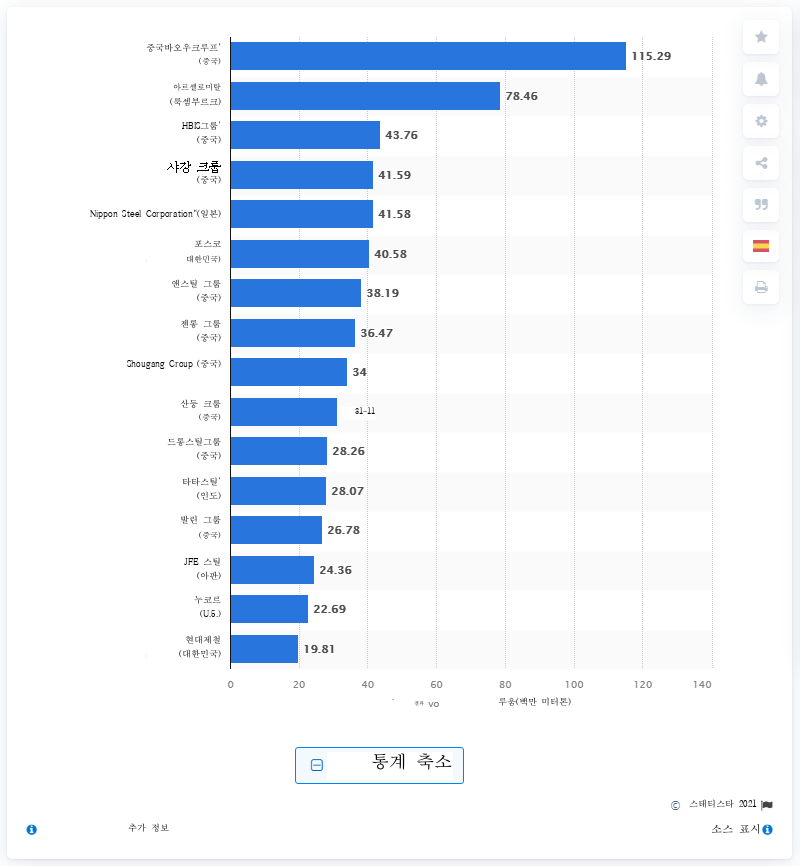 중국바오우크루프'
(중국)
115.29
아르셀로미탈
(룩셈부르크)
78.46
HBIS그룹'
(중국)
43.76
샤강 크룹
(중국)
41.59
Nippon Steel Corporation"(일본)
41.58
포스코
대한민국)
40.58
앤스틸 그룹
(중국)
38.19
젠롱 그룹
(중국)
36.47
Shougang Group (중국)
34
산둥 크룹
(중국)
31-11
드롱스틸그룹
(중국)
28.26
타타스틸'
(인도)
28.07
발린 그룹
(중국)
26.78
JFE 스틸
(아판)
24.36
누코르
(U.S.)
22.69
현대제철
(대한민국)
19.81
0 20 40 60 80 100 120 140
vo 루움(백만 미터톤)
통계 축소
© 스태티스타 2021
추가 정보
소스 표시